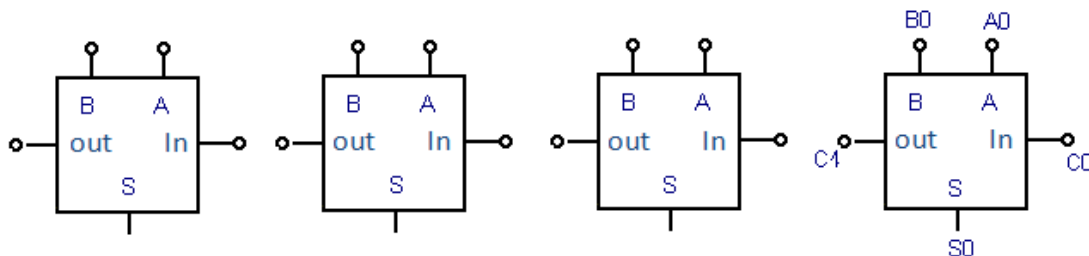 B0 A0
B A B A B A B A
out In out In out In out In
C1 C0
S S S S
S0